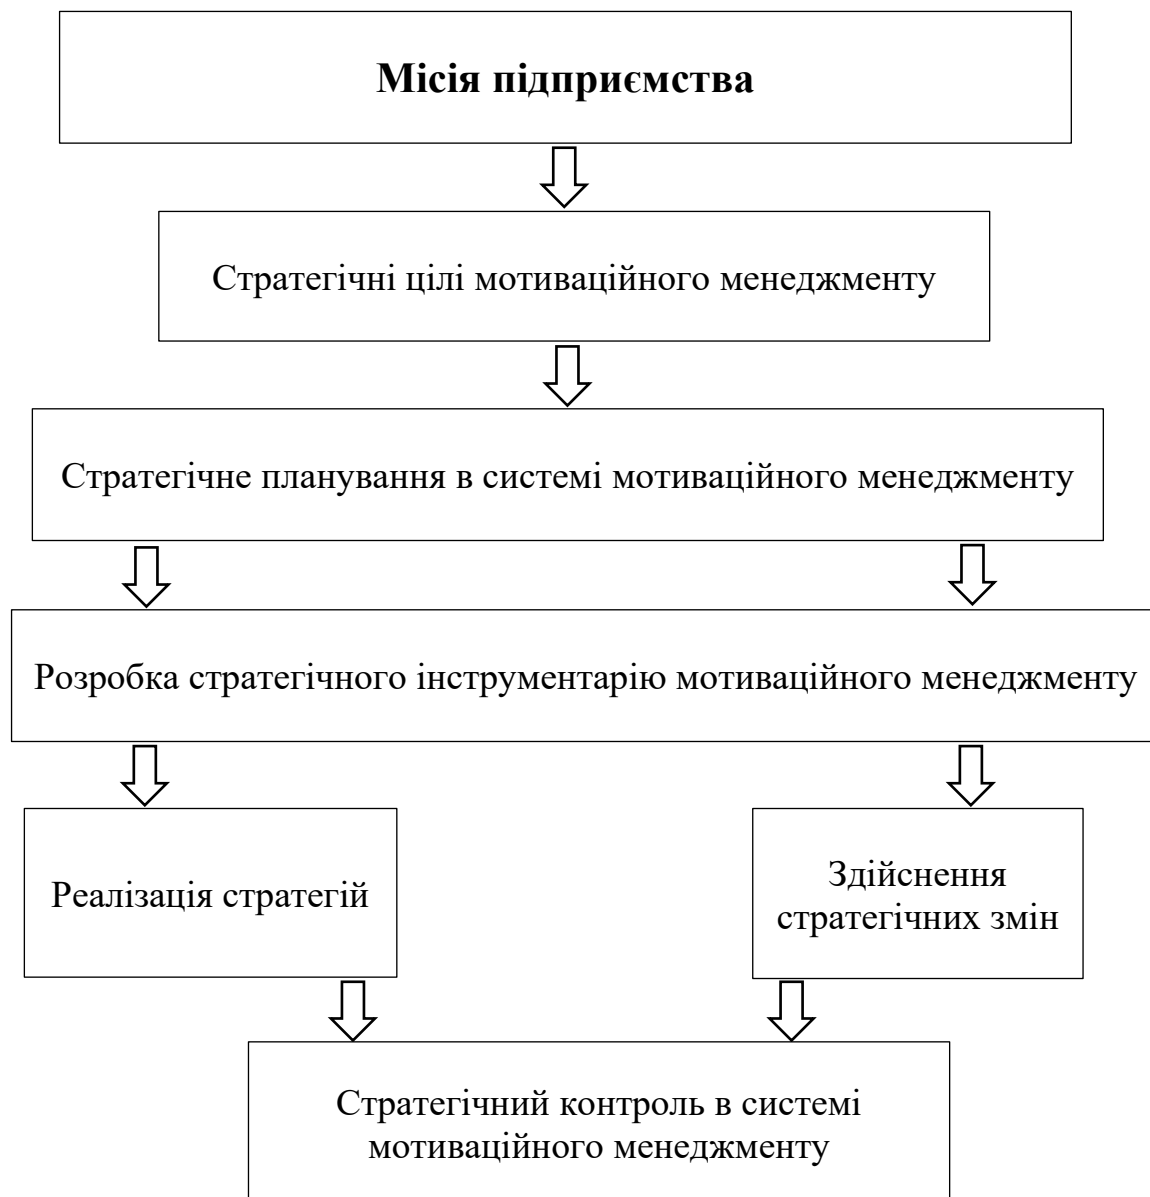 Місія підприємства
Стратегічні цілі мотиваційного менеджменту
Стратегічне планування в системі мотиваційного менеджменту
Розробка стратегічного інструментарію мотиваційного менеджменту
Реалізація стратегій
Здійснення
стратегічних змін
Стратегічний контроль в системі
мотиваційного менеджменту